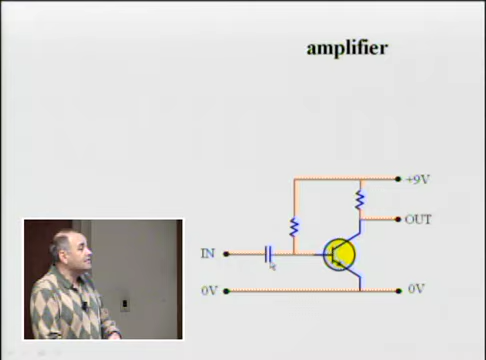 amplifier
+9V
OUT
IN
0V
0V